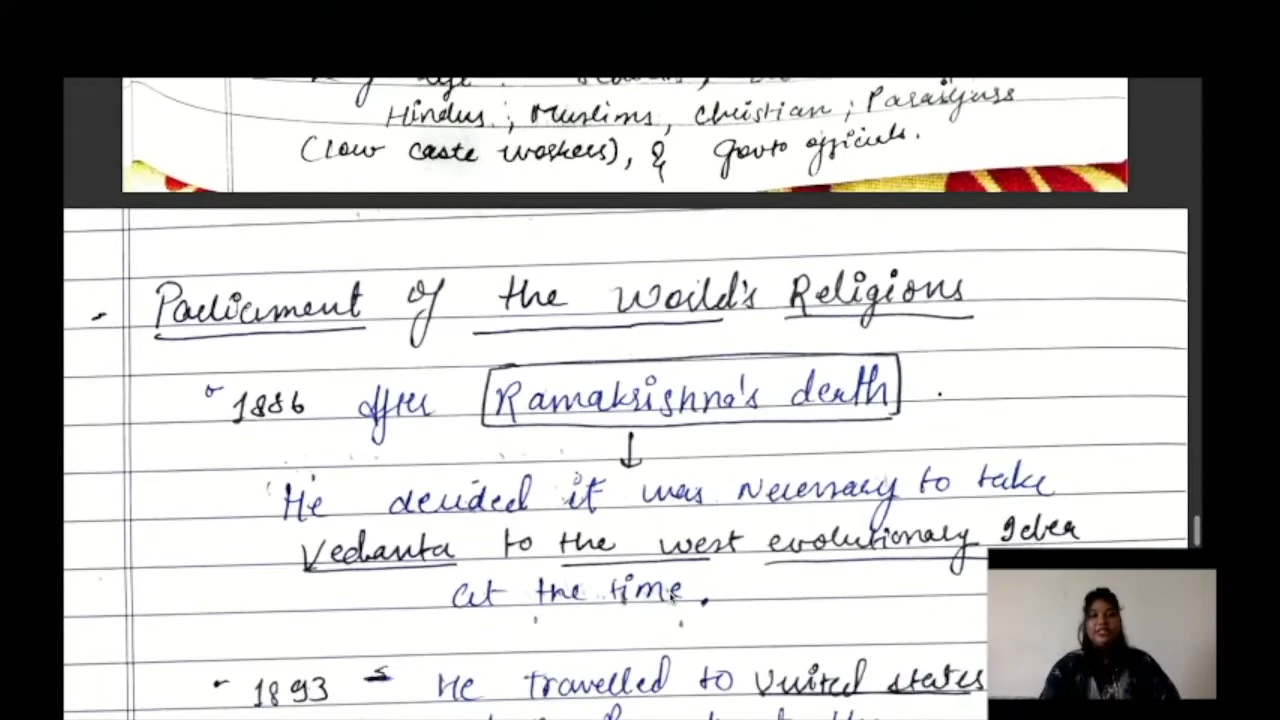 Hindus ; Muslims, Christian ; Paraiyars
(low caste workers), & Govto officials.
- Parliament of the World's Religions
1886 after Ramakrishna's death .
↓
He decided it was necessary to take
Vedanta to the west evolutionary Idea
at the time.
- 1893 He travelled to United states